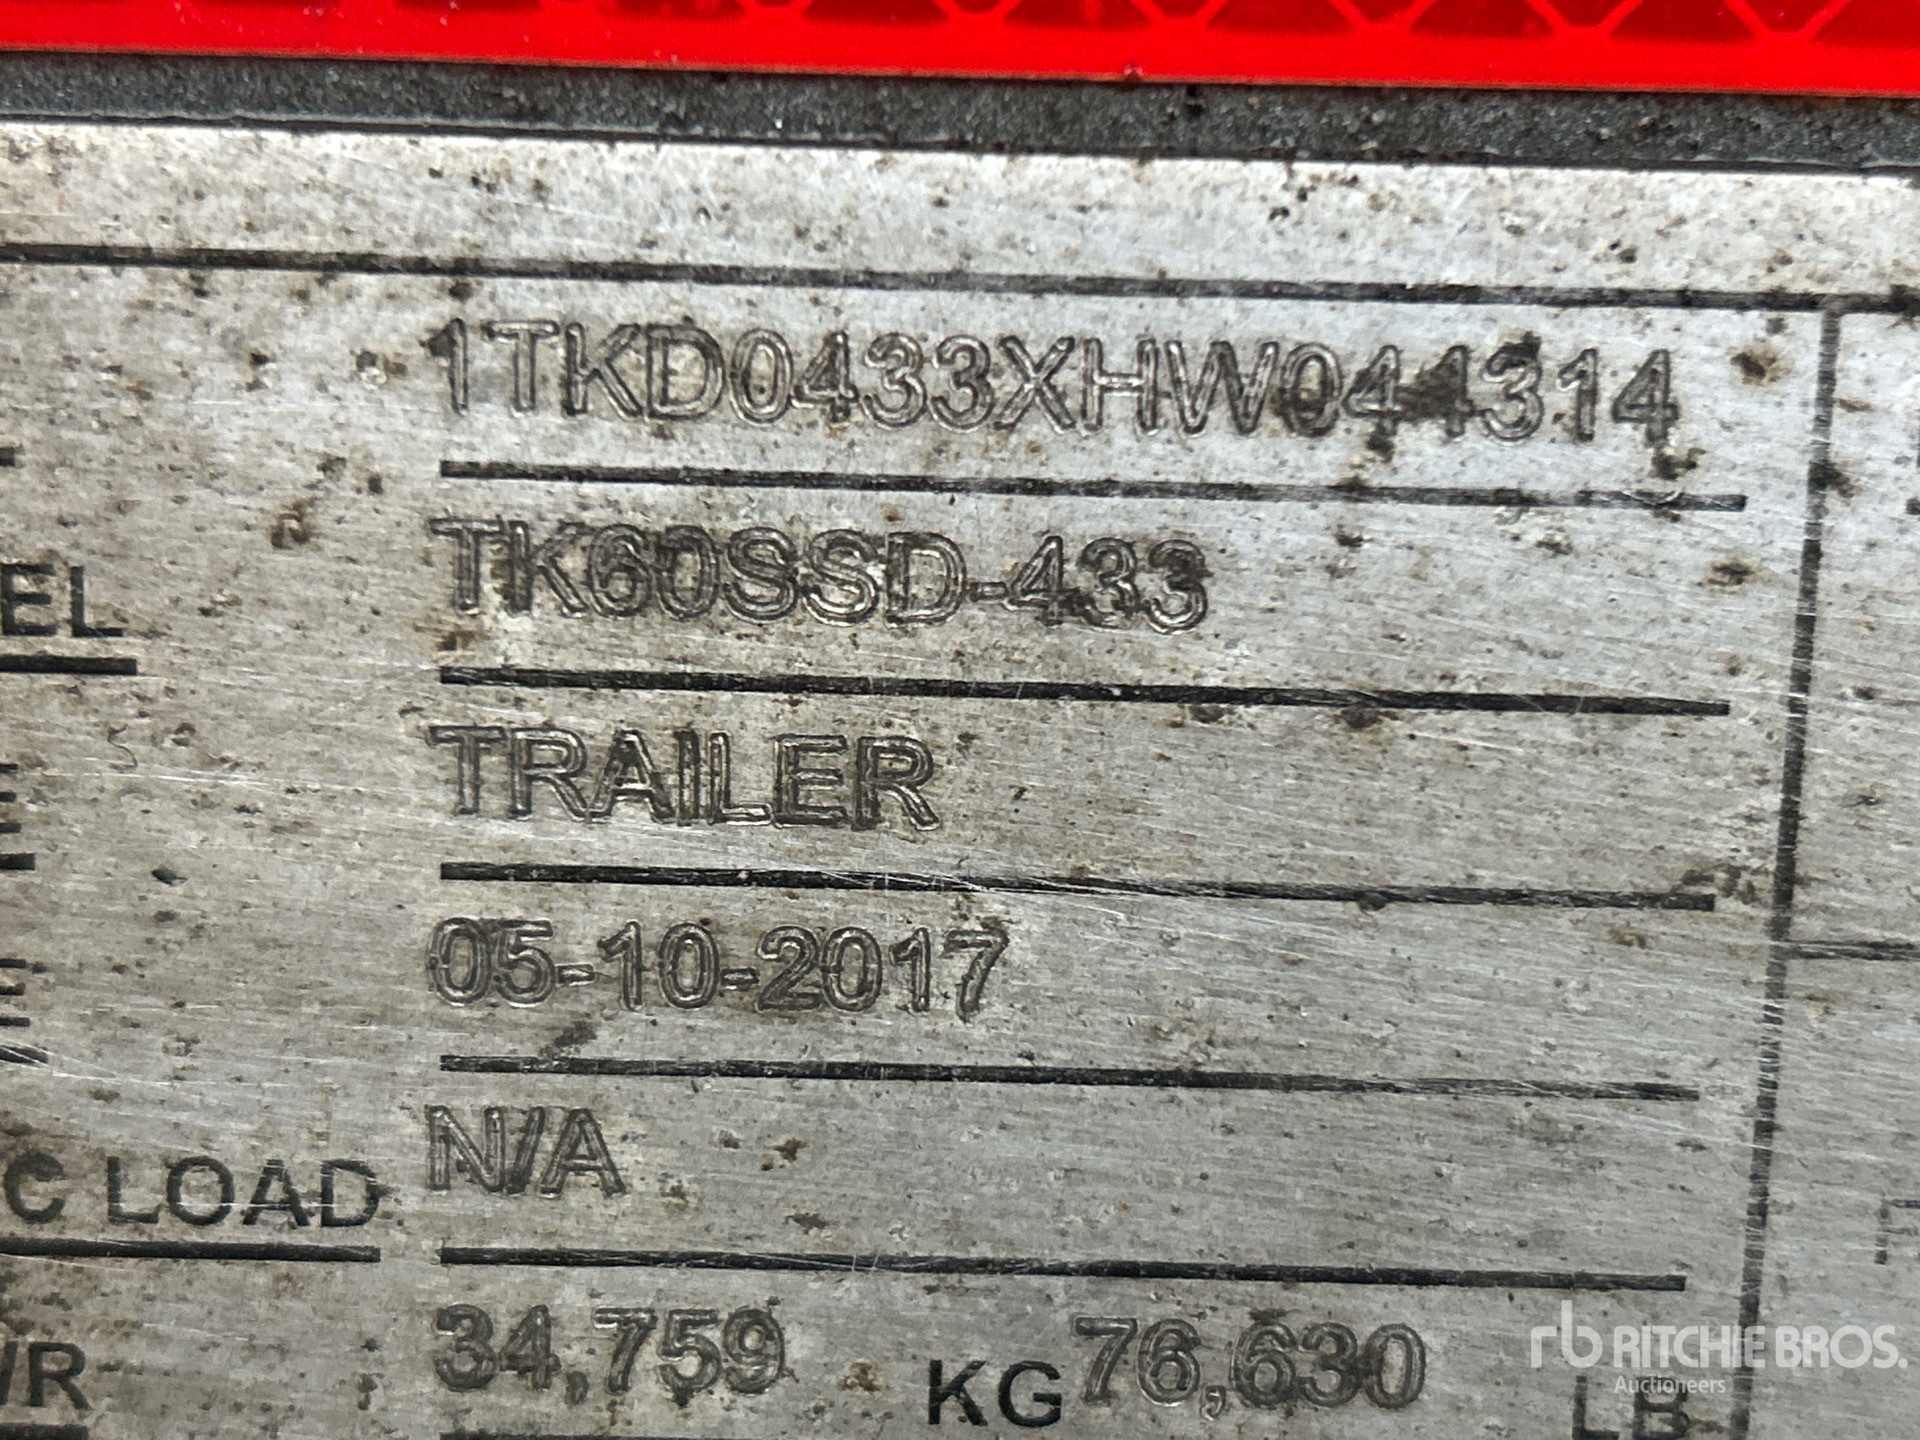 1TKD0433XHW044314
TK60SSD-433
EL
TRAILER
E
05-10-2017
E
N/A
C LOAD
34,759 KG 76,630 LB
VR
rb RITCHIE BROS.
Auctioneers